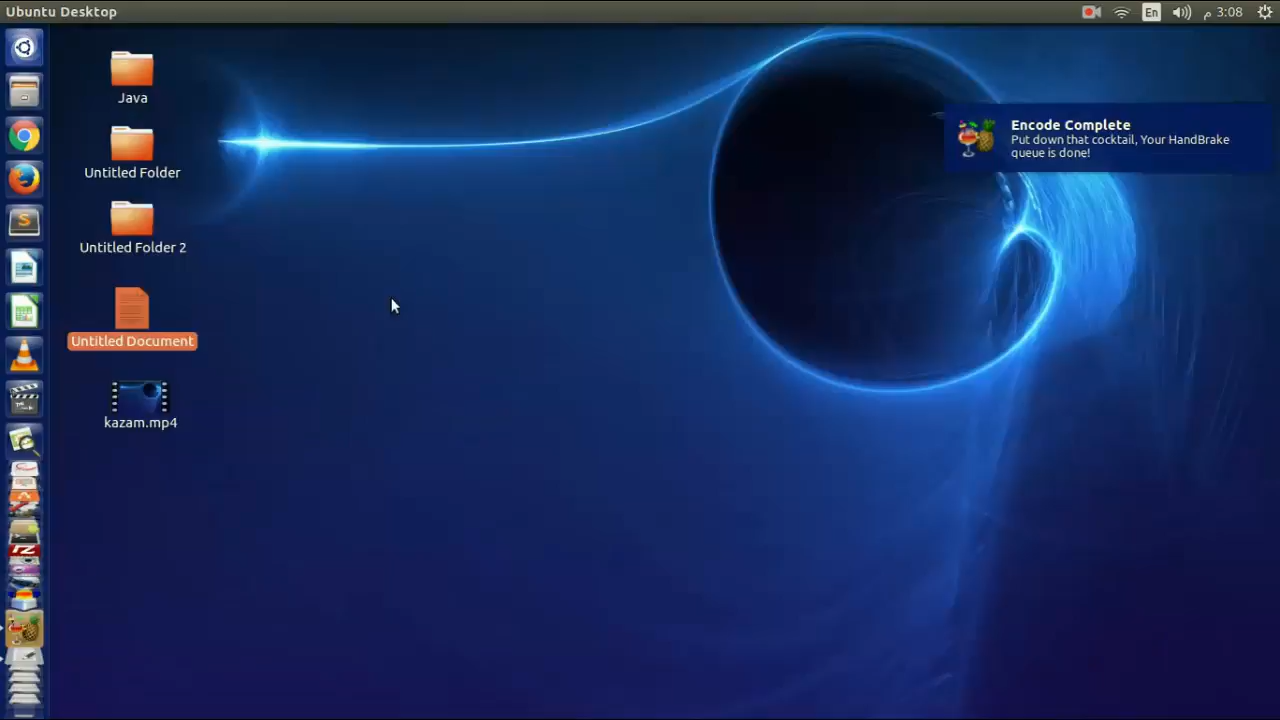 Ubuntu Desktop
En
3:08 م
Java
Untitled Folder
Untitled Folder 2
Untitled Document
kazam.mp4
Encode Complete
Put down that cocktail, Your HandBrake
queue is done!